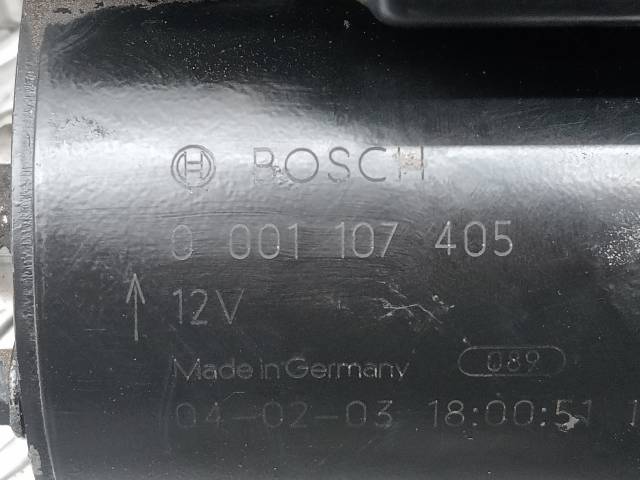 BOSCH
0 001 107 405
12V
Made in Germany 089
04-02-03 18:00:51